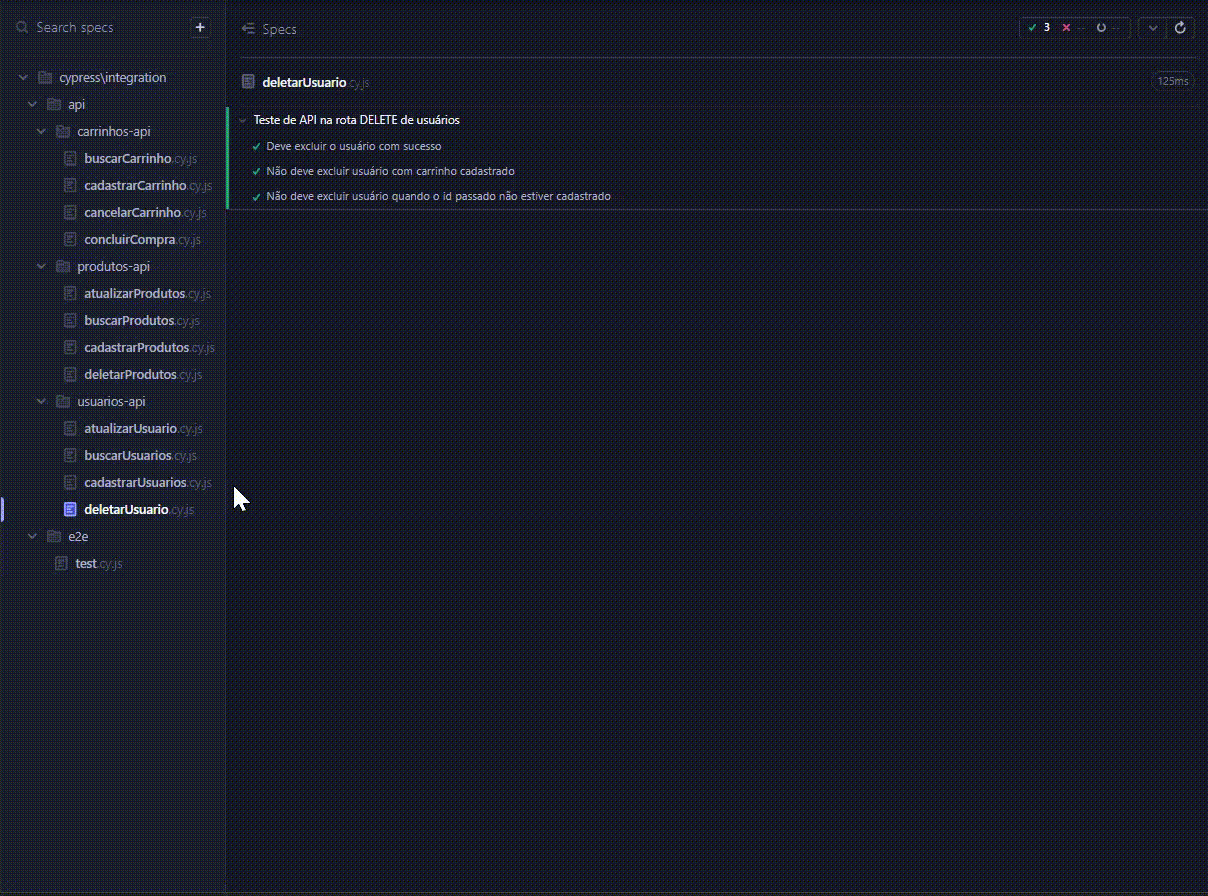 Search specs
+
cypress\integration
api
carrinhos-api
buscarCarrinho.cy.js
cadastrarCarrinho.cy.js
cancelarCarrinho.cy.js
concluirCompra.cy.js
produtos-api
atualizarProdutos.cy.js
buscarProdutos.cy.js
cadastrarProdutos.cy.js
deletarProdutos.cy.js
usuarios-api
atualizarUsuario.cy.js
buscarUsuarios.cy.js
cadastrarUsuarios.cy.js
deletarUsuario.cy.js
e2e
test.cy.js
Specs
3 -- --
deletarUsuario.cy.js
125ms
Teste de API na rota DELETE de usuários
Deve excluir o usuário com sucesso
Não deve excluir usuário com carrinho cadastrado
Não deve excluir usuário quando o id passado não estiver cadastrado